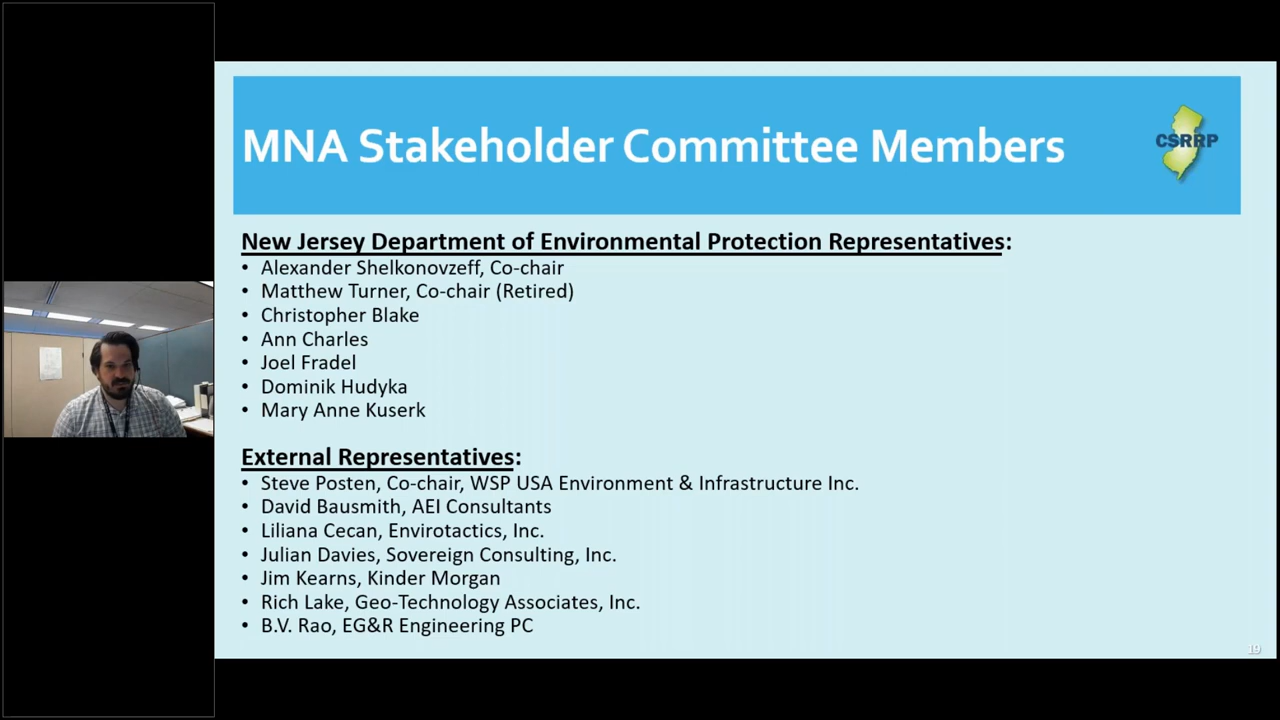 MNA Stakeholder Committee Members
CSRRP
New Jersey Department of Environmental Protection Representatives:
• Alexander Shelkonovzeff, Co-chair
• Matthew Turner, Co-chair (Retired)
• Christopher Blake
• Ann Charles
• Joel Fradel
• Dominik Hudyka
• Mary Anne Kuserk
External Representatives:
• Steve Posten, Co-chair, WSP USA Environment & Infrastructure Inc.
• David Bausmith, AEI Consultants
• Liliana Cecan, Envirotactics, Inc.
• Julian Davies, Sovereign Consulting, Inc.
• Jim Kearns, Kinder Morgan
• Rich Lake, Geo-Technology Associates, Inc.
• B.V. Rao, EG&R Engineering PC
19